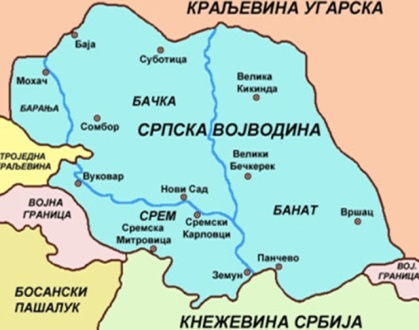 КРАЉЕВИНА УГАРСКА
Баја
Суботица
Мохач
Велика
Кикинда
БАРАЊА
БАЧКА
Сомбор
СРПСКА ВОЈВОДИНА
ТРОЈЕДНА
КРАЉЕВИНА
Велики
Бечкерек
Вуковар
Нови Сад
ВОЈНА
ГРАНИЦА
СРЕМ
Сремски
Карловци
БАНАТ
Вршац
Сремска
Митровица
Земун
Панчево
ВОЈ.
ГРАНИЦА
БОСАНСКИ
ПАШАЛУК
КНЕЖЕВИНА СРБИЈА